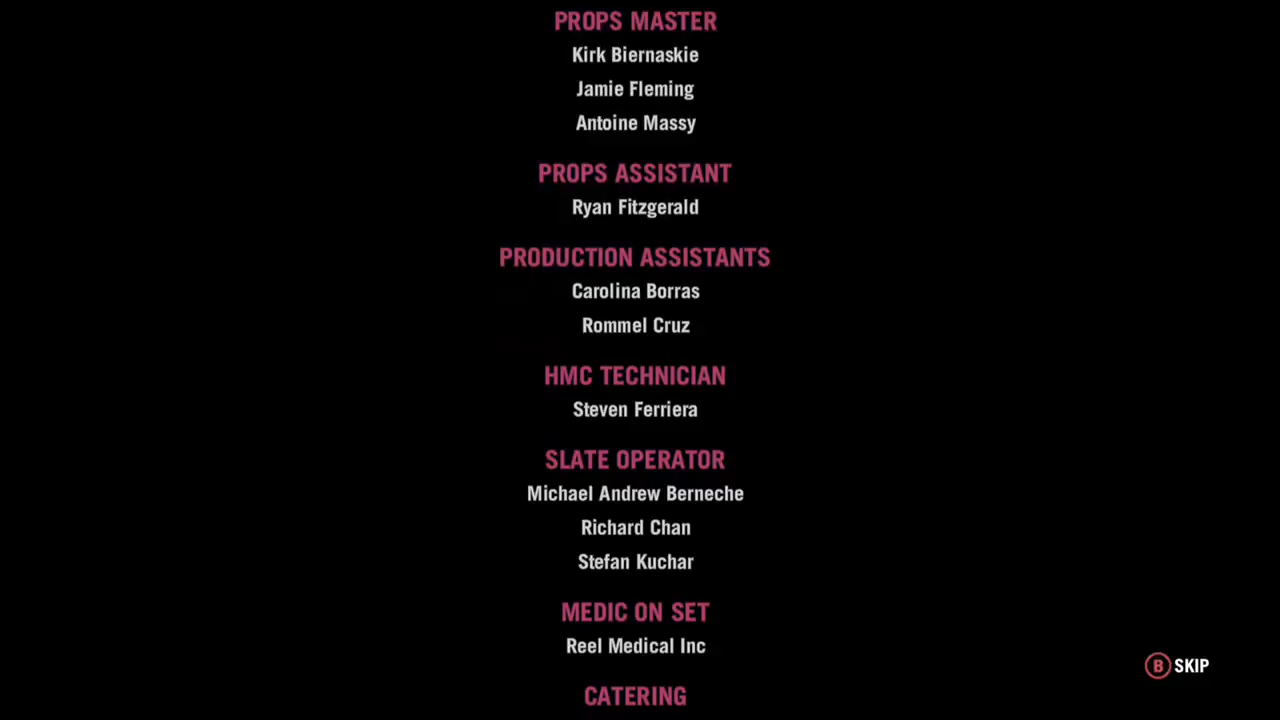 PROPS MASTER
Kirk Biernaskie
Jamie Fleming
Antoine Massy
PROPS ASSISTANT
Ryan Fitzgerald
PRODUCTION ASSISTANTS
Carolina Borras
Rommel Cruz
HMC TECHNICIAN
Steven Ferriera
SLATE OPERATOR
Michael Andrew Berneche
Richard Chan
Stefan Kuchar
MEDIC ON SET
Reel Medical Inc
B SKIP
CATERING